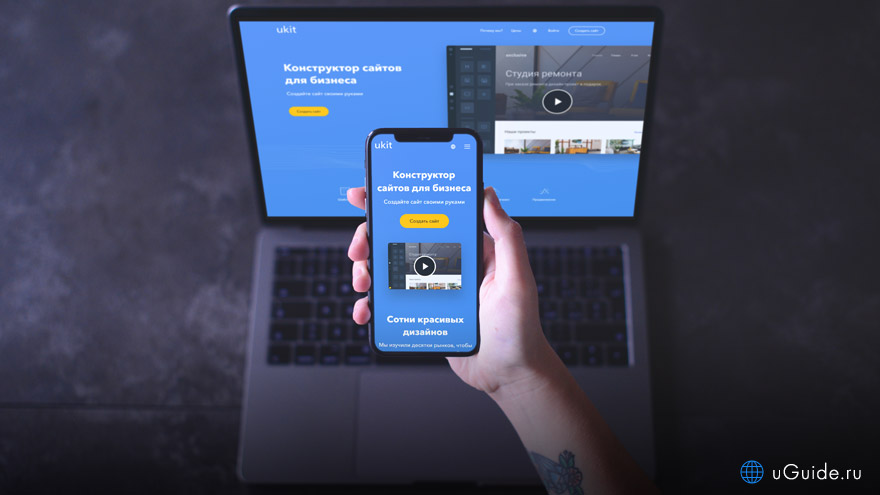 ukit
Почему мы? Цены Войти Создать сайт
Конструктор сайтов
для бизнеса
Создайте сайт своими руками
Создать сайт
Студия ремонта
Наши проекты
ukit
Конструктор
сайтов для бизнеса
Создайте сайт своими руками
Создать сайт
Сотни красивых
дизайнов
Мы изучили десятки рынков, чтобы
uGuide.ru